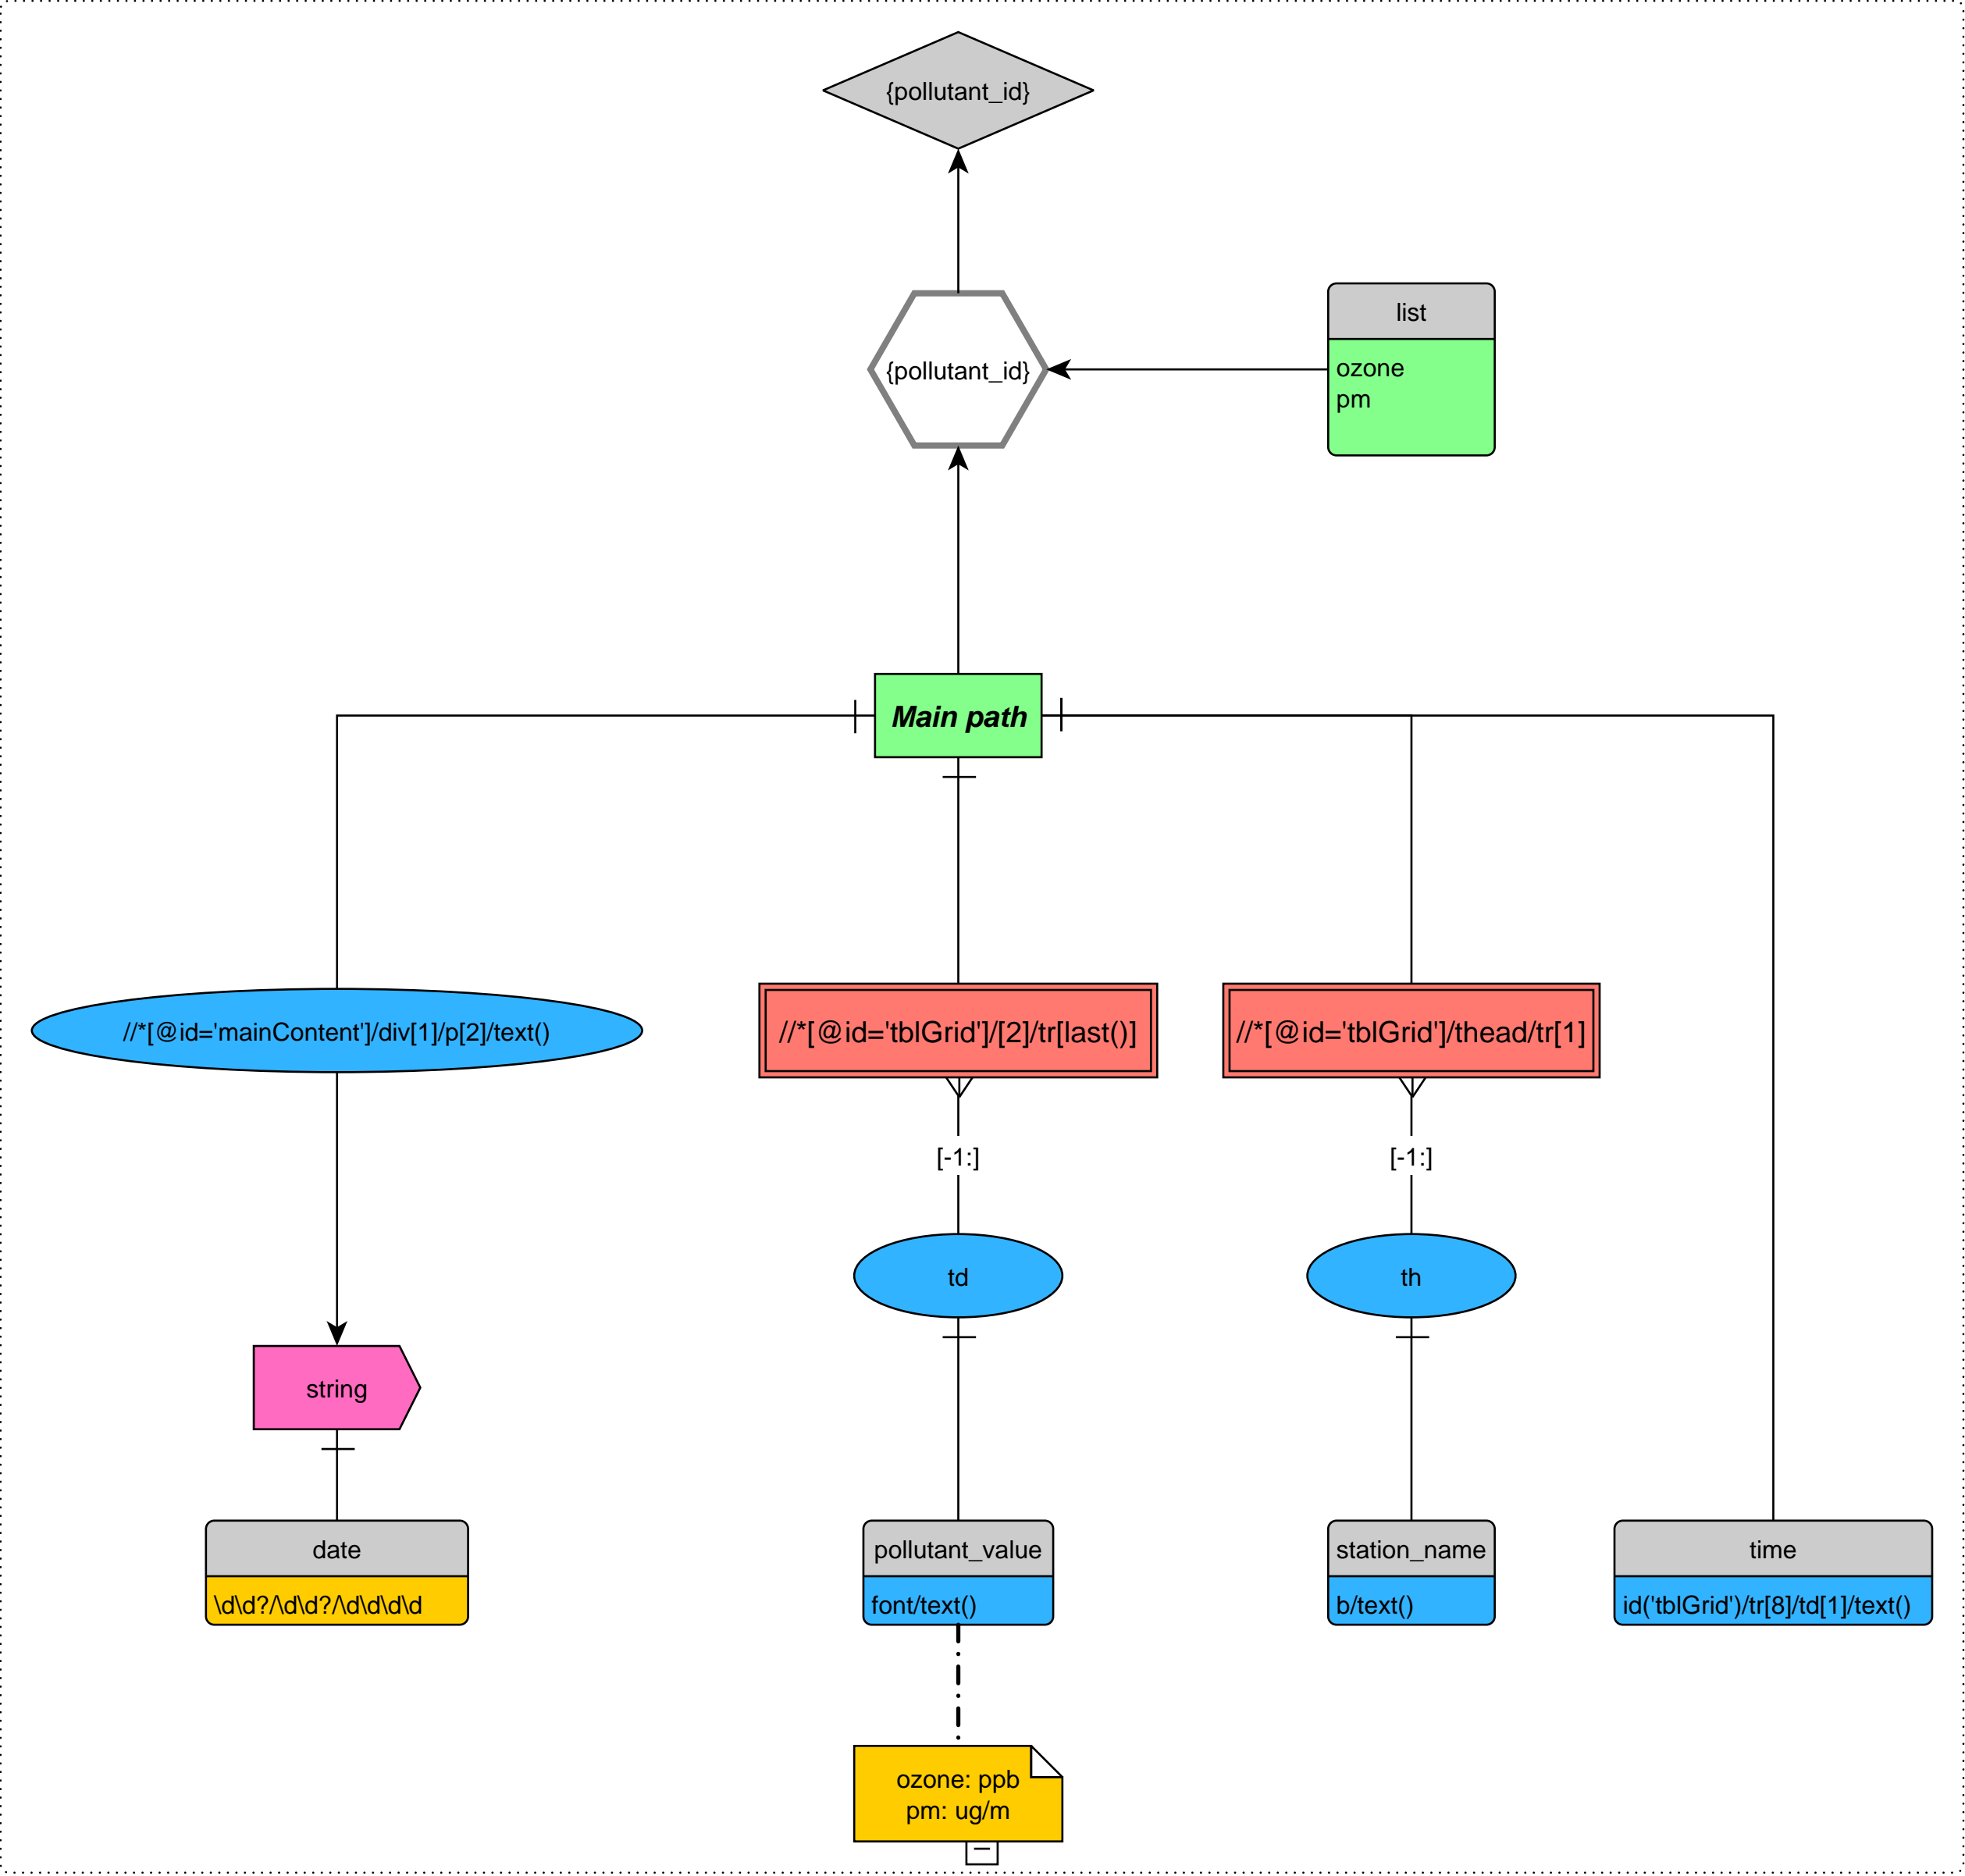 {pollutant_id}
{pollutant_id}
list
ozone
pm
Main path
//*[@id='mainContent']/div[1]/p[2]/text()
//*[@id='tblGrid']/[2]/tr[last()]
//*[@id='tblGrid']/thead/tr[1]
[-1:]
[-1:]
td
th
string
date
\d\d?/\d\d?/\d\d\d\d
pollutant_value
font/text()
station_name
b/text()
time
id('tblGrid')/tr[8]/td[1]/text()
ozone: ppb
pm: ug/m